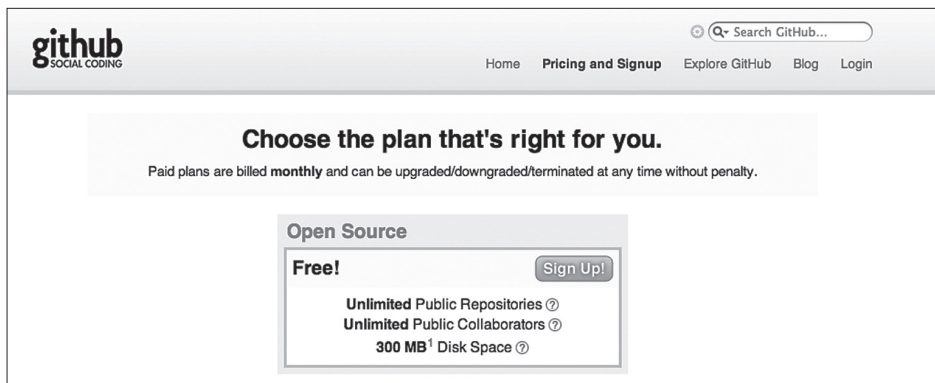 github
SOCIAL CODING
Search GitHub...
Home Pricing and Signup Explore GitHub Blog Login
Choose the plan that's right for you.
Paid plans are billed monthly and can be upgraded/downgraded/terminated at any time without penalty.
Open Source
Free! Sign Up!
Unlimited Public Repositories ?
Unlimited Public Collaborators ?
300 MB¹ Disk Space ?